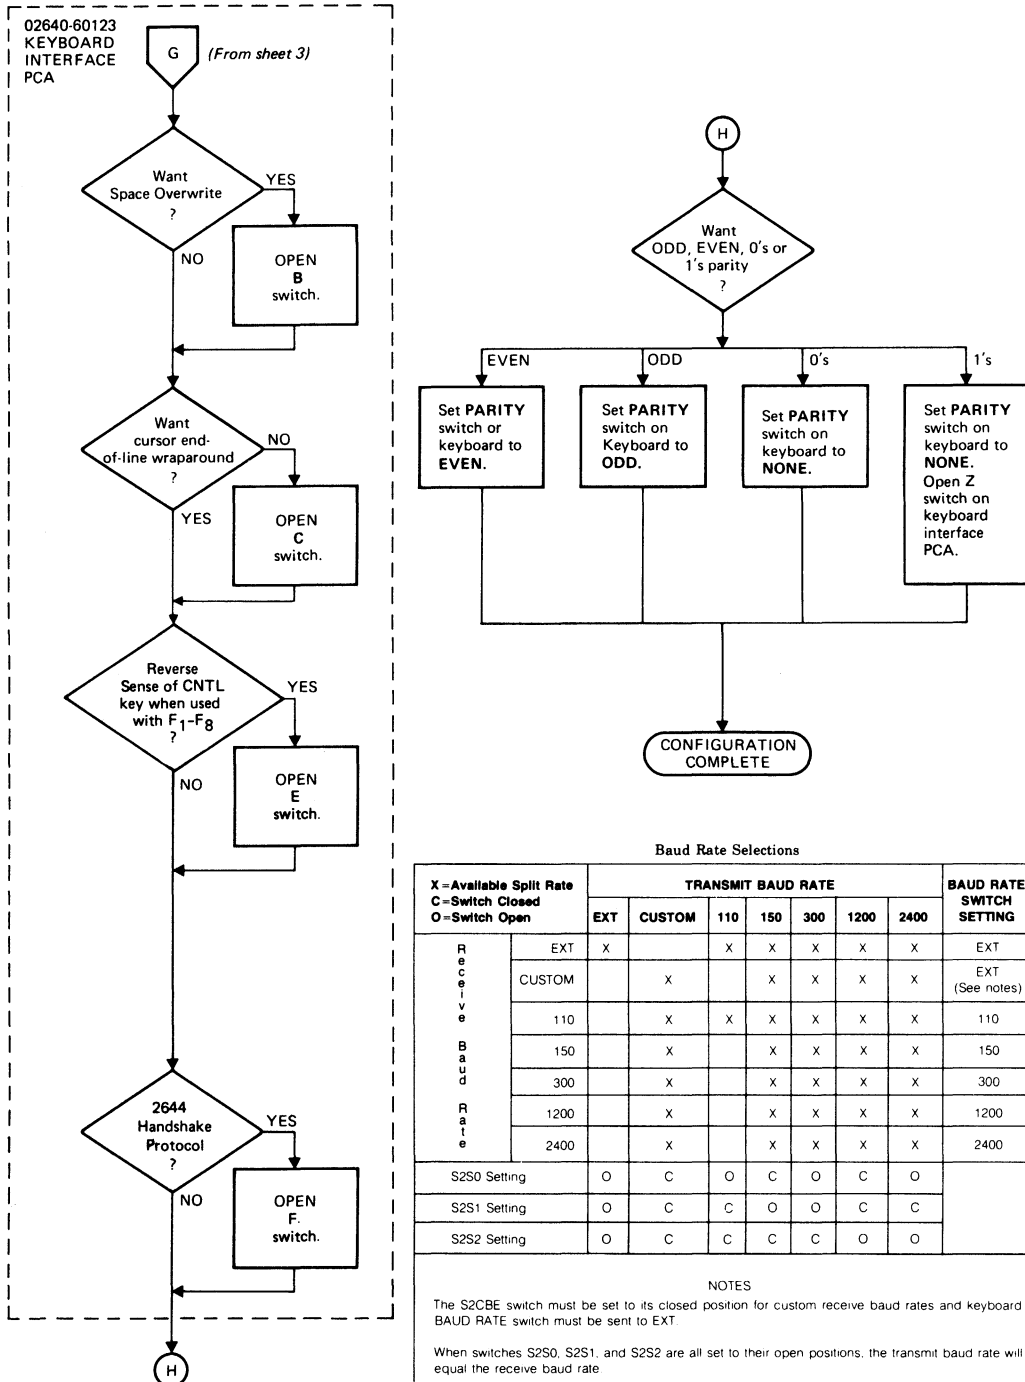 02640-60123
KEYBOARD
INTERFACE
PCA
G
(From sheet 3)
Want
Space Overwrite
?
YES
NO
OPEN
B
switch.
Want
cursor end-
of-line wraparound
?
NO
YES
OPEN
C
switch.
Reverse
Sense of CNTL
key when used
with F1-F8
?
YES
NO
OPEN
E
switch.
2644
Handshake
Protocol
?
YES
NO
OPEN
F.
switch.
H
H
Want
ODD, EVEN, 0's or
1's parity
?
EVEN
ODD
0's
1's
Set PARITY
switch or
keyboard to
EVEN.
Set PARITY
switch on
Keyboard to
ODD.
Set PARITY
switch on
keyboard to
NONE.
Set PARITY
switch on
keyboard to
NONE.
Open Z
switch on
keyboard
interface
PCA.
CONFIGURATION
COMPLETE
Baud Rate Selections
X=Available Split Rate
C=Switch Closed
O=Switch Open
TRANSMIT BAUD RATE
BAUD RATE
SWITCH
SETTING
EXT CUSTOM 110 150 300 1200 2400
Receive Baud Rate
EXT X X X X X X EXT
CUSTOM X X X X X EXT
(See notes)
110 X X X X X X 110
150 X X X X X 150
300 X X X X X 300
1200 X X X X X 1200
2400 X X X X X 2400
S2S0 Setting O C O C O C O
S2S1 Setting O C C O O C C
S2S2 Setting O C C C C O O
NOTES
The S2CBE switch must be set to its closed position for custom receive baud rates and keyboard
BAUD RATE switch must be sent to EXT.
When switches S2S0, S2S1, and S2S2 are all set to their open positions, the transmit baud rate will
equal the receive baud rate